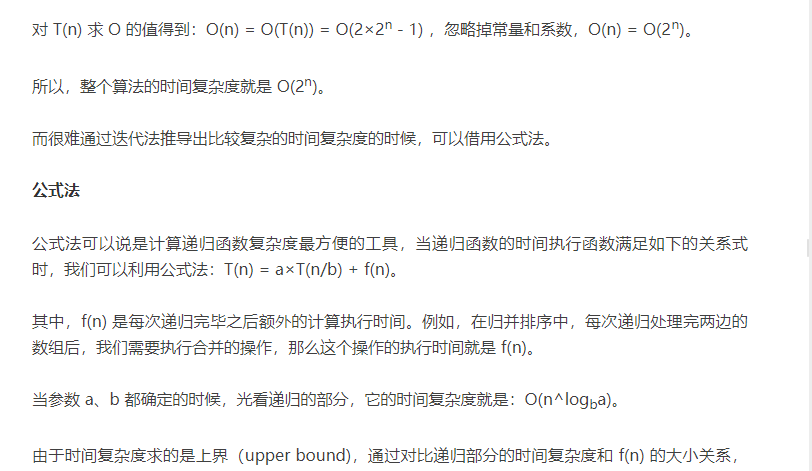 对 T(n) 求 O 的值得到：O(n) = O(T(n)) = O(2×2ⁿ - 1) ，忽略掉常量和系数，O(n) = O(2ⁿ)。
所以，整个算法的时间复杂度就是 O(2ⁿ)。
而很难通过迭代法推导出比较复杂的时间复杂度的时候，可以借用公式法。
公式法
公式法可以说是计算递归函数复杂度最方便的工具，当递归函数的时间执行函数满足如下的关系式
时，我们可以利用公式法：T(n) = a×T(n/b) + f(n)。
其中，f(n) 是每次递归完毕之后额外的计算执行时间。例如，在归并排序中，每次递归处理完两边的
数组后，我们需要执行合并的操作，那么这个操作的执行时间就是 f(n)。
当参数 a、b 都确定的时候，光看递归的部分，它的时间复杂度就是：O(n^log_b a)。
由于时间复杂度求的是上界（upper bound)，通过对比递归部分的时间复杂度和 f(n) 的大小关系，